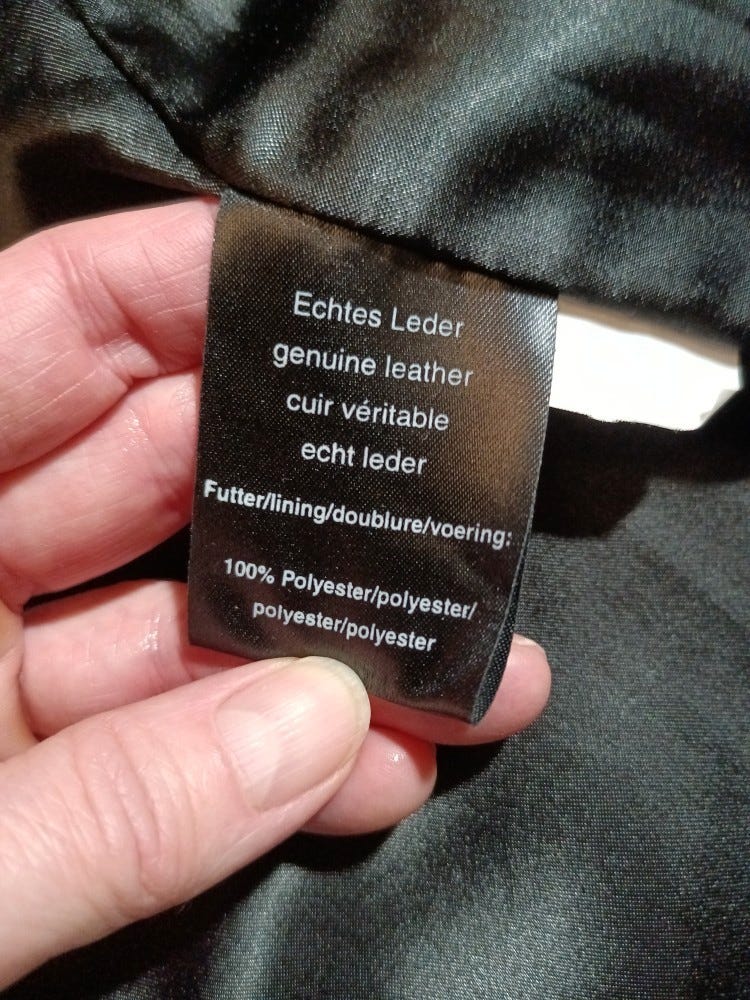 Echtes Leder
genuine leather
cuir véritable
echt leder
Futter/lining/doublure/voering:
100% Polyester/polyester/
polyester/polyester